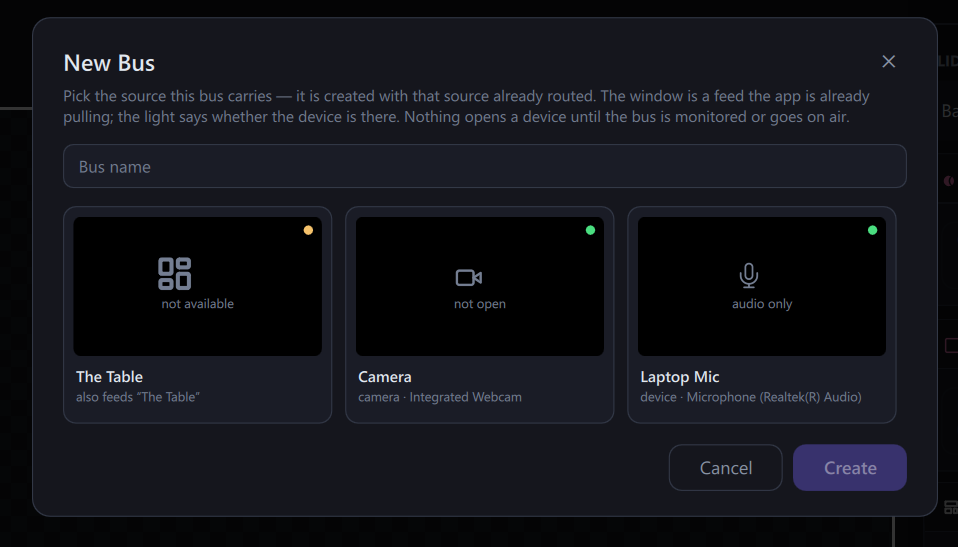 New Bus
Pick the source this bus carries — it is created with that source already routed. The window is a feed the app is already
pulling; the light says whether the device is there. Nothing opens a device until the bus is monitored or goes on air.
Bus name
not available
not open
audio only
The Table
also feeds “The Table”
Camera
camera · Integrated Webcam
Laptop Mic
device · Microphone (Realtek(R) Audio)
Cancel
Create